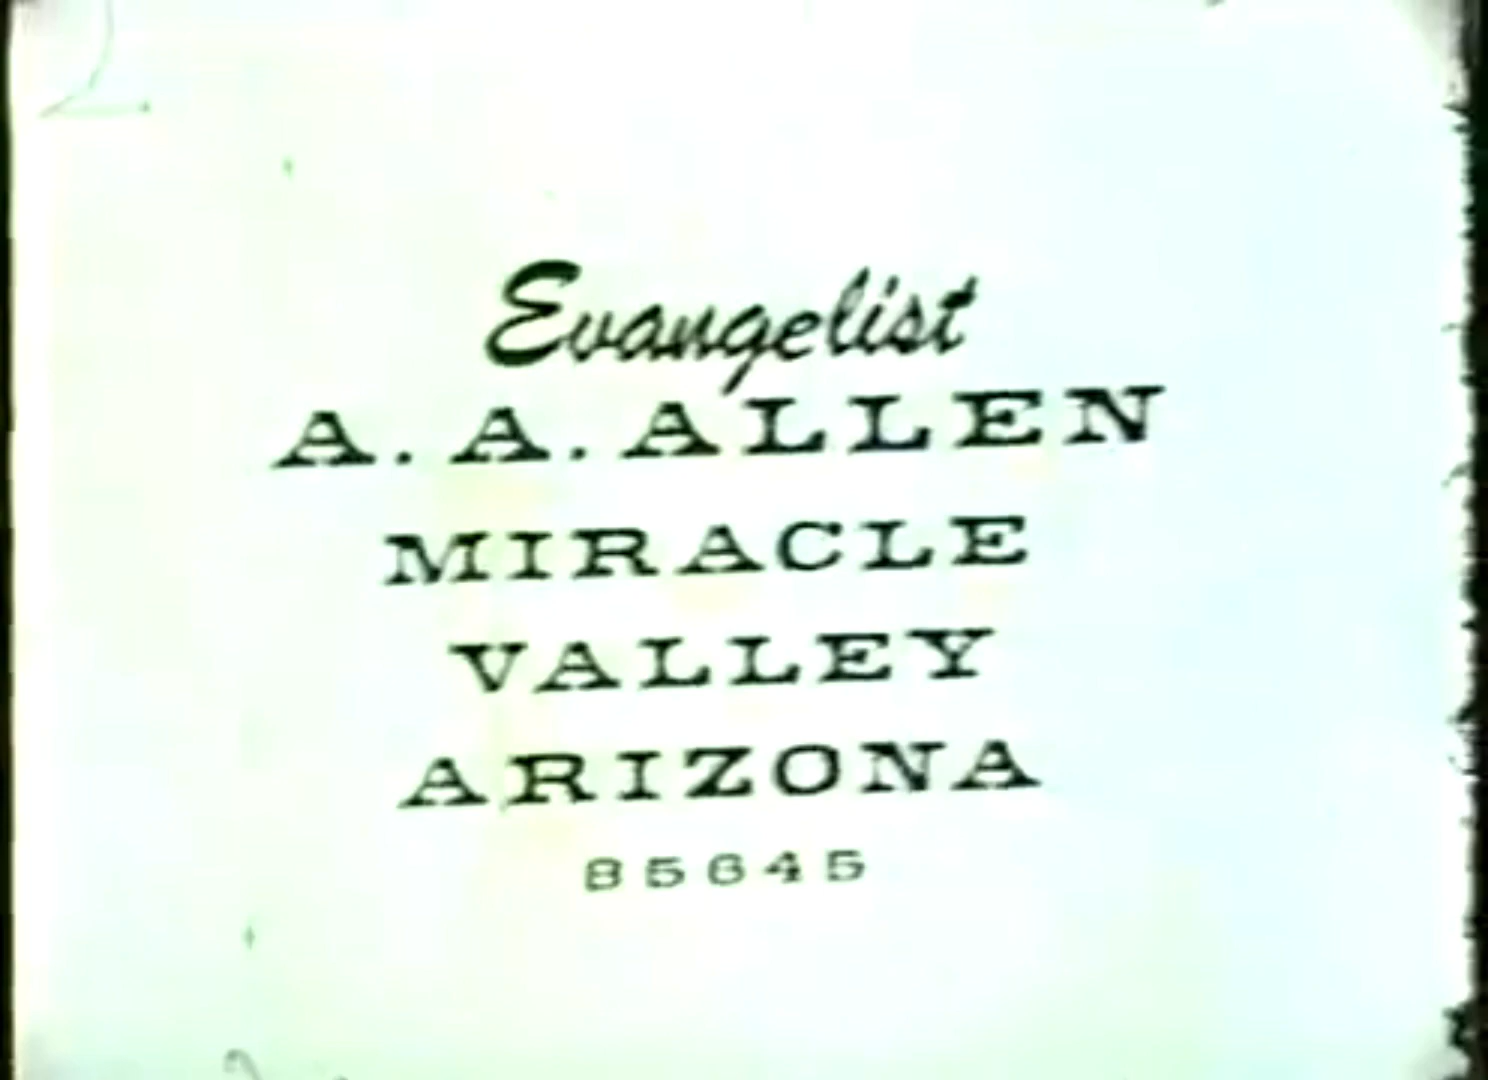 Evangelist
A. A. ALLEN
MIRACLE
VALLEY
ARIZONA
85645